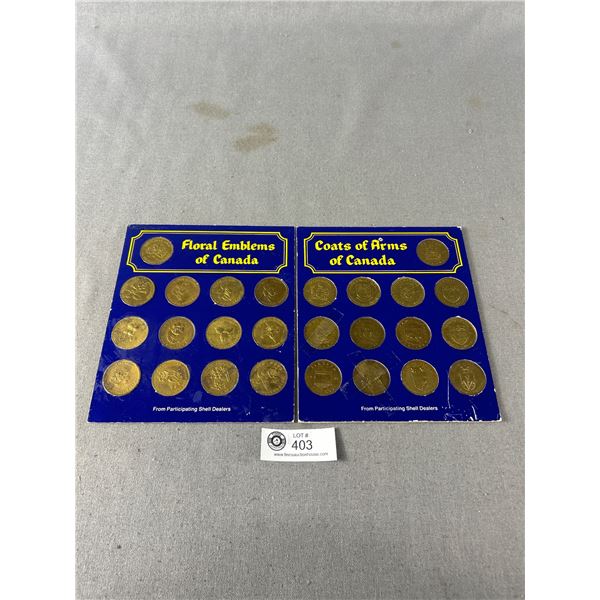 Floral Emblems
of Canada
From Participating Shell Dealers
Coats of Arms
of Canada
From Participating Shell Dealers
LOT #
403